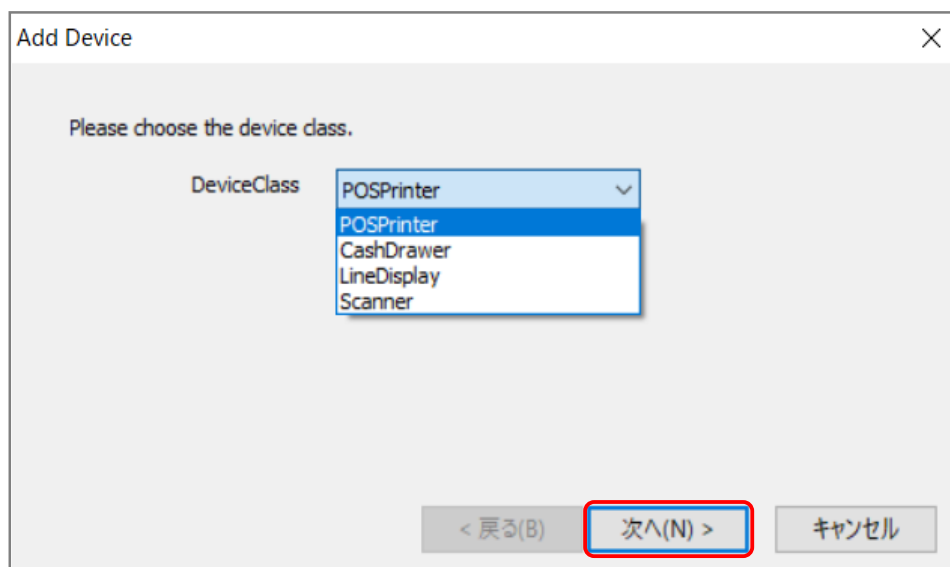 Add Device
Please choose the device class.
DeviceClass
POSPrinter
POSPrinter
CashDrawer
LineDisplay
Scanner
< 戻る(B)
次へ(N) >
キャンセル